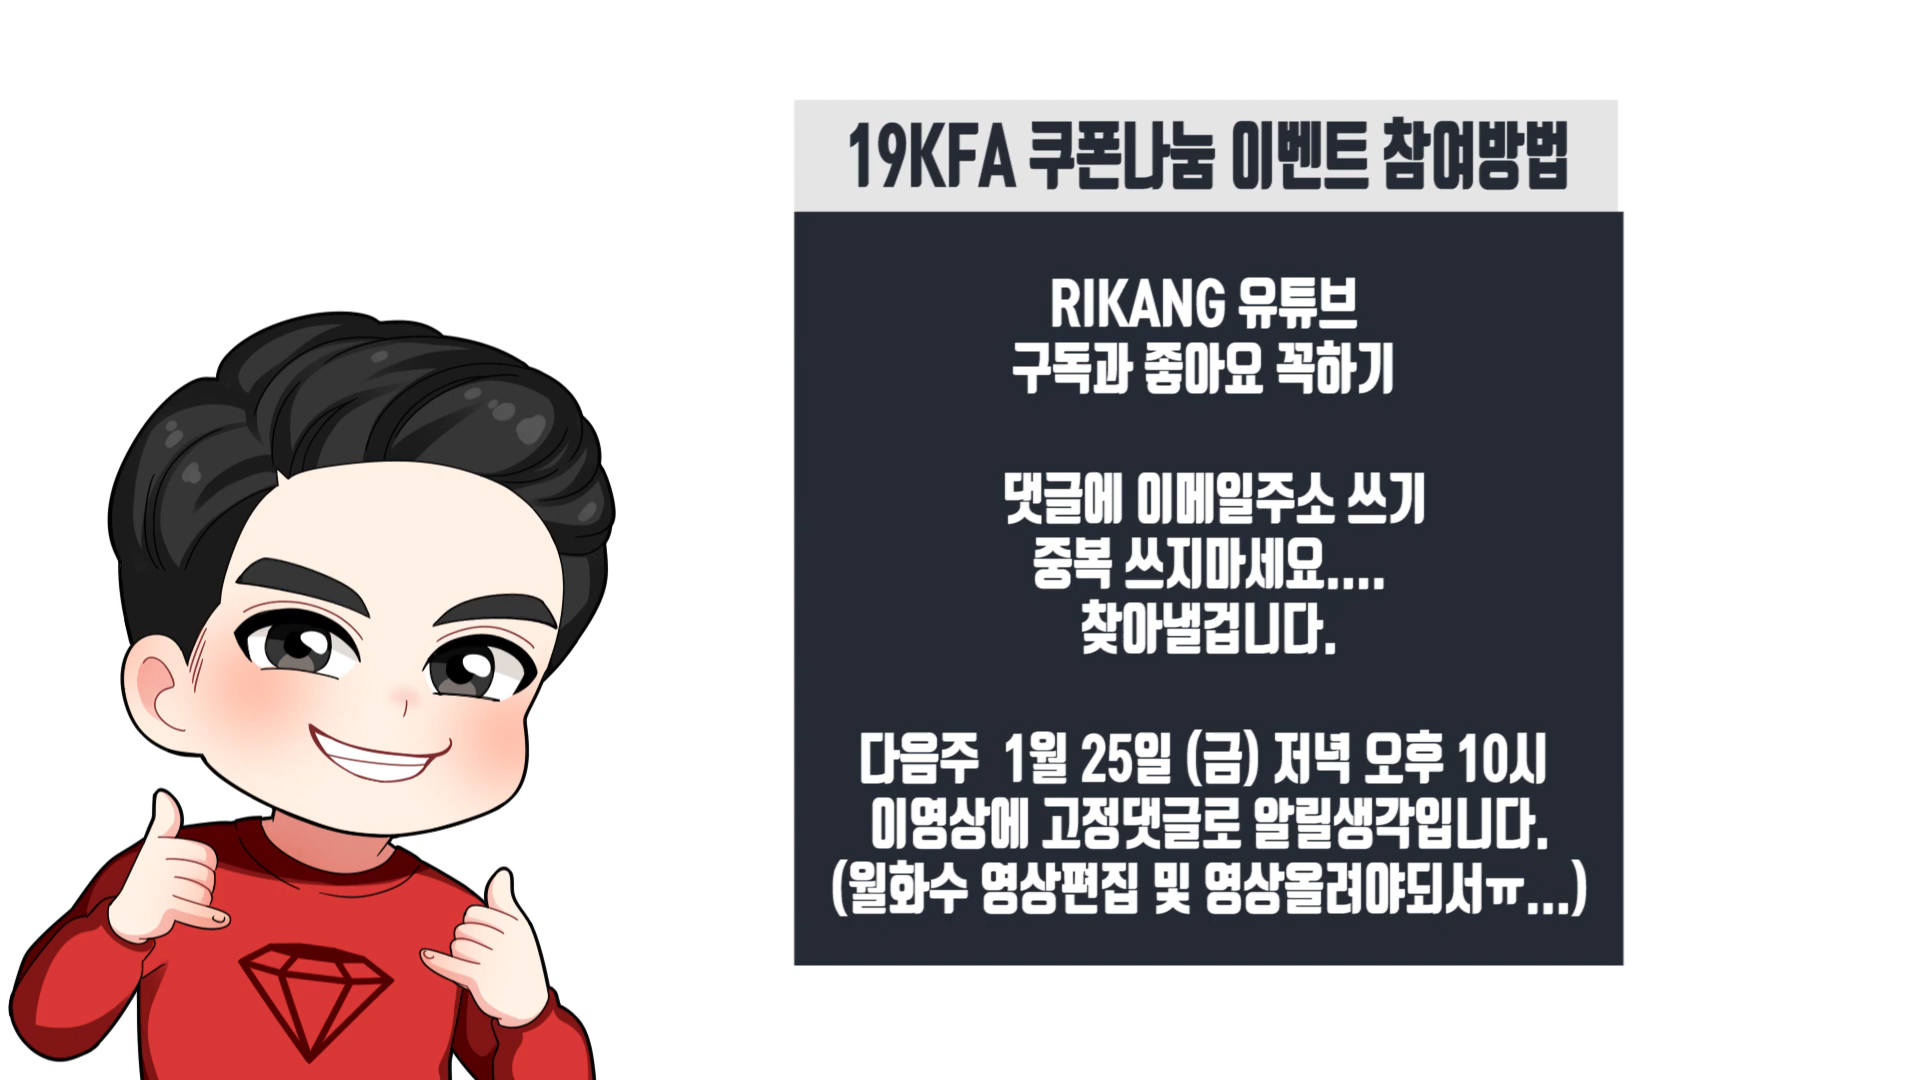 19KFA 쿠폰나눔 이벤트 참여방법
RIKANG 유튜브
구독과 좋아요 꼭하기
댓글에 이메일주소 쓰기
중복 쓰지마세요....
찾아낼겁니다.
다음주 1월 25일 (금) 저녁 오후 10시
이영상에 고정댓글로 알릴생각입니다.
(월화수 영상편집 및 영상올려야되서ㅠ...)